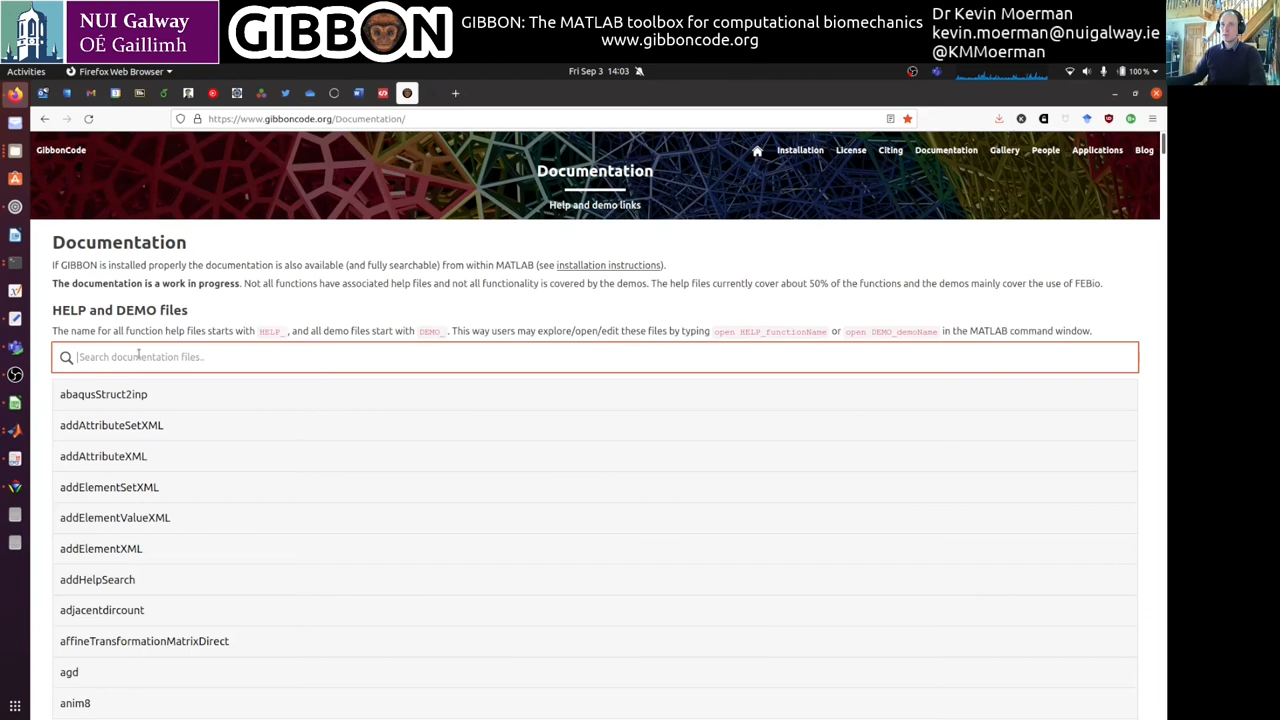 NUI Galway
OÉ Gaillimh
GIBBON
GIBBON: The MATLAB toolbox for computational biomechanics
www.gibboncode.org
Dr Kevin Moerman
kevin.moerman@nuigalway.ie
@KMMoerman
Activities
Firefox Web Browser
Fri Sep 3 14:03
100 %
https://www.gibboncode.org/Documentation/
GibbonCode
Installation
License
Citing
Documentation
Gallery
People
Applications
Blog
Documentation
Help and demo links
Documentation
If GIBBON is installed properly the documentation is also available (and fully searchable) from within MATLAB (see installation instructions).
The documentation is a work in progress. Not all functions have associated help files and not all functionality is covered by the demos. The help files currently cover about 50% of the functions and the demos mainly cover the use of FEBio.
HELP and DEMO files
The name for all function help files starts with HELP_, and all demo files start with DEMO_. This way users may explore/open/edit these files by typing open HELP_functionName or open DEMO_demoName in the MATLAB command window.
Search documentation files..
abaqusStruct2inp
addAttributeSetXML
addAttributeXML
addElementSetXML
addElementValueXML
addElementXML
addHelpSearch
adjacentdircount
affineTransformationMatrixDirect
agd
anim8